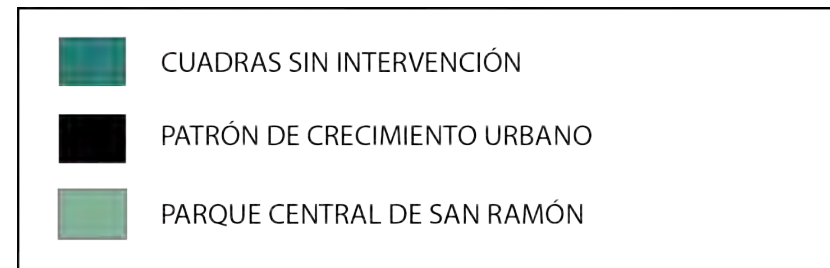 CUADRAS SIN INTERVENCIÓN
PATRÓN DE CRECIMIENTO URBANO
PARQUE CENTRAL DE SAN RAMÓN